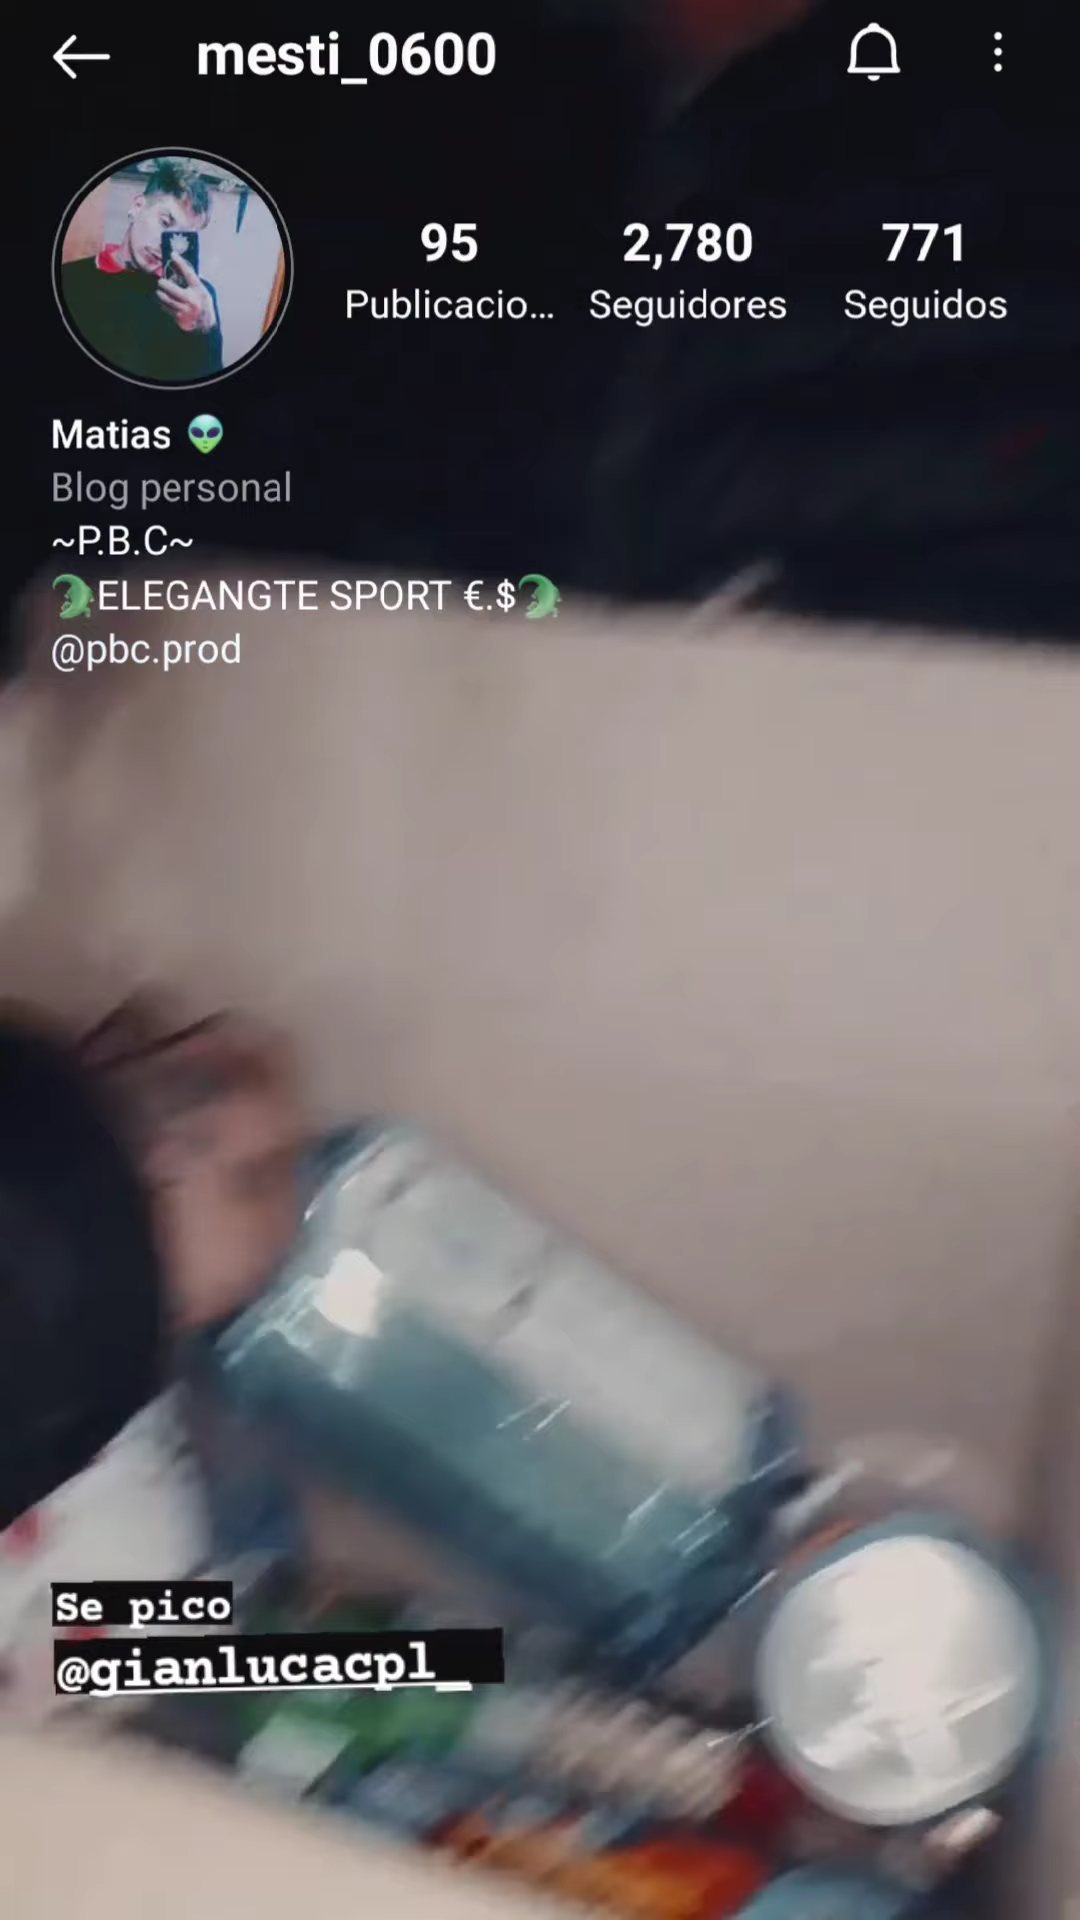 mesti_0600
95
2,780
771
Publicacio...
Seguidores
Seguidos
Matias 👽
Blog personal
~P.B.C~
🐊ELEGANGTE SPORT €.$🐊
@pbc.prod
Se pico
@gianlucacpl_